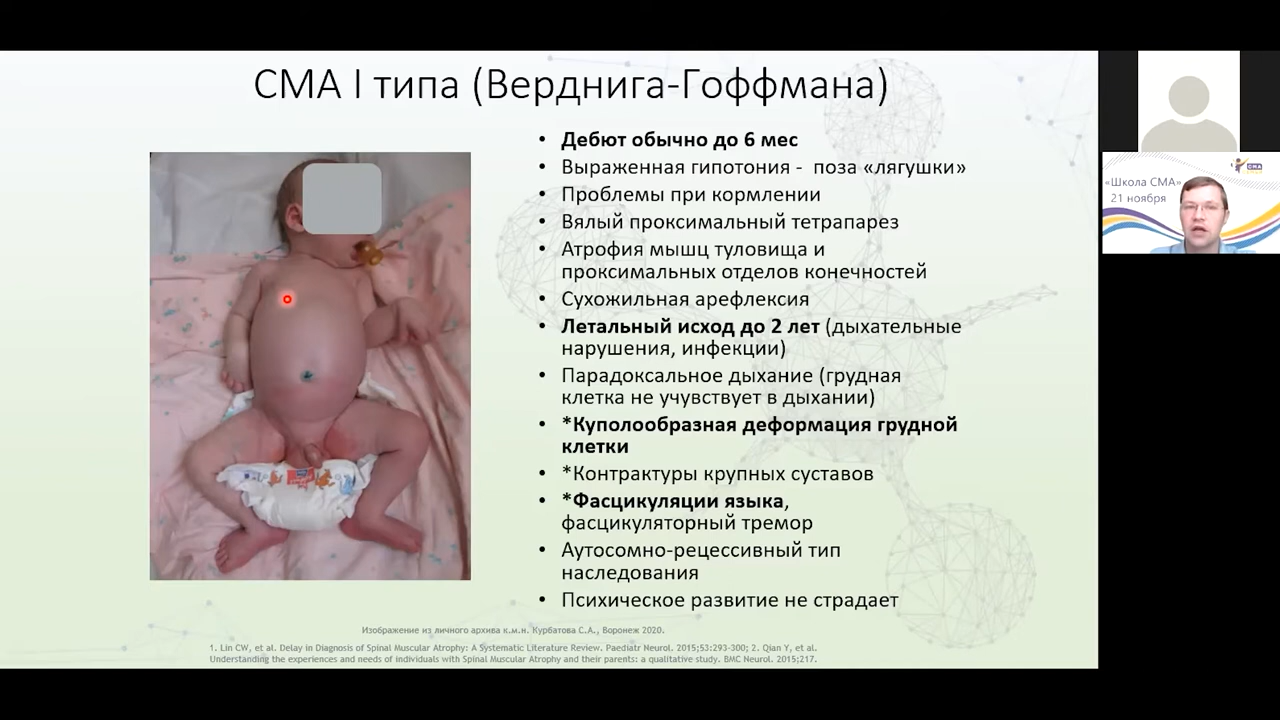 СМА I типа (Верднига-Гоффмана)
• Дебют обычно до 6 мес
• Выраженная гипотония - поза «лягушки»
• Проблемы при кормлении
• Вялый проксимальный тетрапарез
• Атрофия мышц туловища и
проксимальных отделов конечностей
• Сухожильная арефлексия
• Летальный исход до 2 лет (дыхательные
нарушения, инфекции)
• Парадоксальное дыхание (грудная
клетка не учувствует в дыхании)
• *Куполообразная деформация грудной
клетки
• *Контрактуры крупных суставов
• *Фасцикуляции языка,
фасцикуляторный тремор
• Аутосомно-рецессивный тип
наследования
• Психическое развитие не страдает
Изображение из личного архива к.м.н. Курбатова С.А., Воронеж 2020.
1. Lin CW, et al. Delay in Diagnosis of Spinal Muscular Atrophy: A Systematic Literature Review. Paediatr Neurol. 2015;53:293-300; 2. Qian Y, et al.
Understanding the experiences and needs of individuals with Spinal Muscular Atrophy and their parents: a qualitative study. BMC Neurol. 2015;217.
СМА
«Школа СМА»
21 ноября